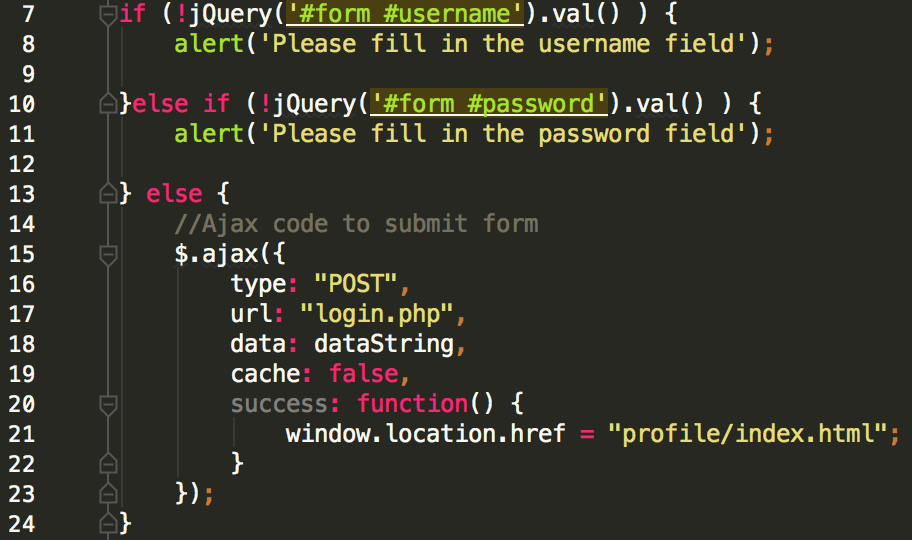 7 if (!jQuery('#form #username').val() ) {
8 alert('Please fill in the username field');
9
10 }else if (!jQuery('#form #password').val() ) {
11 alert('Please fill in the password field');
12
13 } else {
14 //Ajax code to submit form
15 $.ajax({
16 type: "POST",
17 url: "login.php",
18 data: dataString,
19 cache: false,
20 success: function() {
21 window.location.href = "profile/index.html";
22 }
23 });
24 }